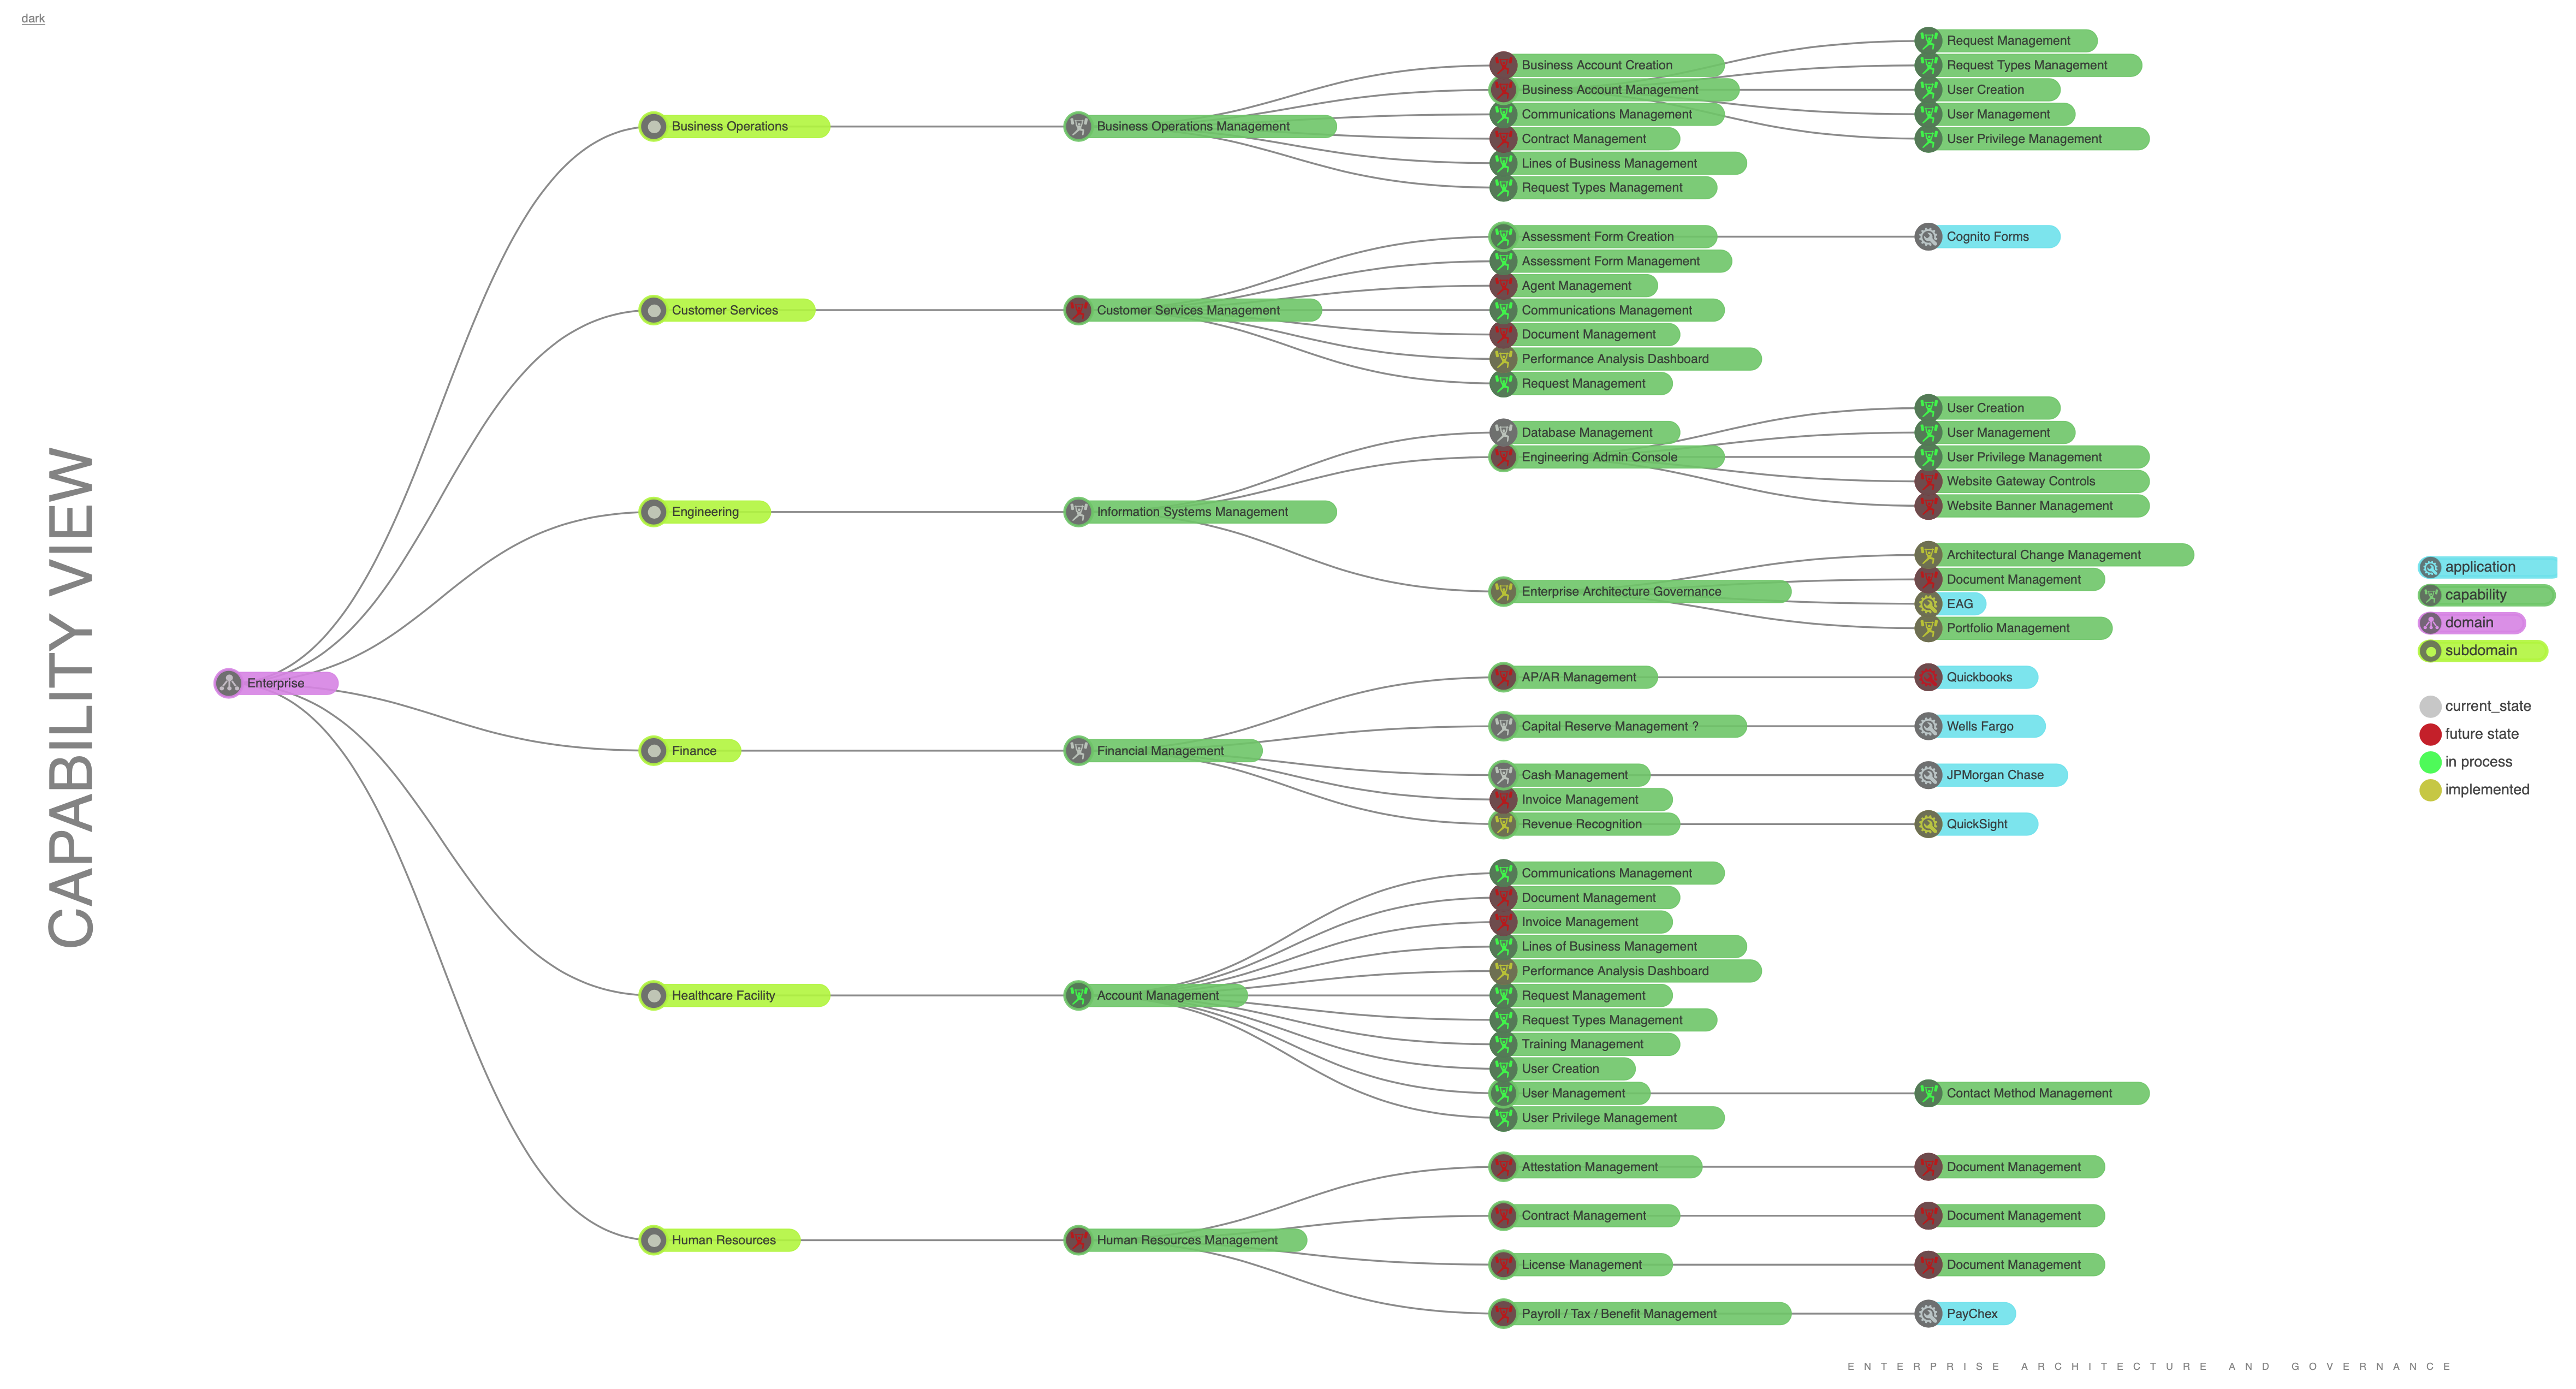 dark
CAPABILITY VIEW
Enterprise
Business Operations
Business Operations Management
Business Account Creation
Business Account Management
Request Management
Request Types Management
User Creation
User Management
User Privilege Management
Communications Management
Contract Management
Lines of Business Management
Request Types Management
Customer Services
Customer Services Management
Assessment Form Creation
Cognito Forms
Assessment Form Management
Agent Management
Communications Management
Document Management
Performance Analysis Dashboard
Request Management
Engineering
Information Systems Management
Database Management
Engineering Admin Console
User Creation
User Management
User Privilege Management
Website Gateway Controls
Website Banner Management
Enterprise Architecture Governance
Architectural Change Management
Document Management
EAG
Portfolio Management
Finance
Financial Management
AP/AR Management
Quickbooks
Capital Reserve Management ?
Wells Fargo
Cash Management
JPMorgan Chase
Invoice Management
Revenue Recognition
QuickSight
Healthcare Facility
Account Management
Communications Management
Document Management
Invoice Management
Lines of Business Management
Performance Analysis Dashboard
Request Management
Request Types Management
Training Management
User Creation
User Management
Contact Method Management
User Privilege Management
Human Resources
Human Resources Management
Attestation Management
Document Management
Contract Management
Document Management
License Management
Document Management
Payroll / Tax / Benefit Management
PayChex
application
capability
domain
subdomain
current_state
future state
in process
implemented
ENTERPRISE ARCHITECTURE AND GOVERNANCE